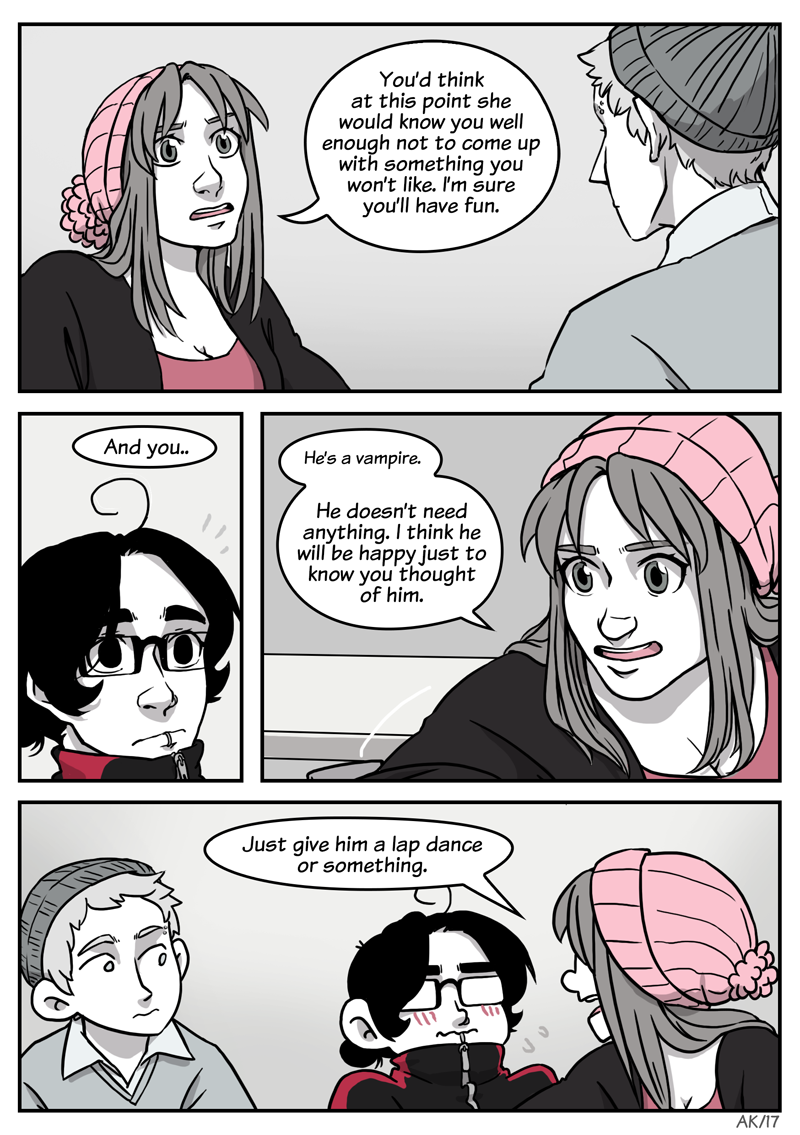 You'd think
at this point she
would know you well
enough not to come up
with something you
won't like. I'm sure
you'll have fun.
And you..
He's a vampire.
He doesn't need
anything. I think he
will be happy just to
know you thought
of him.
Just give him a lap dance
or something.
AK/17